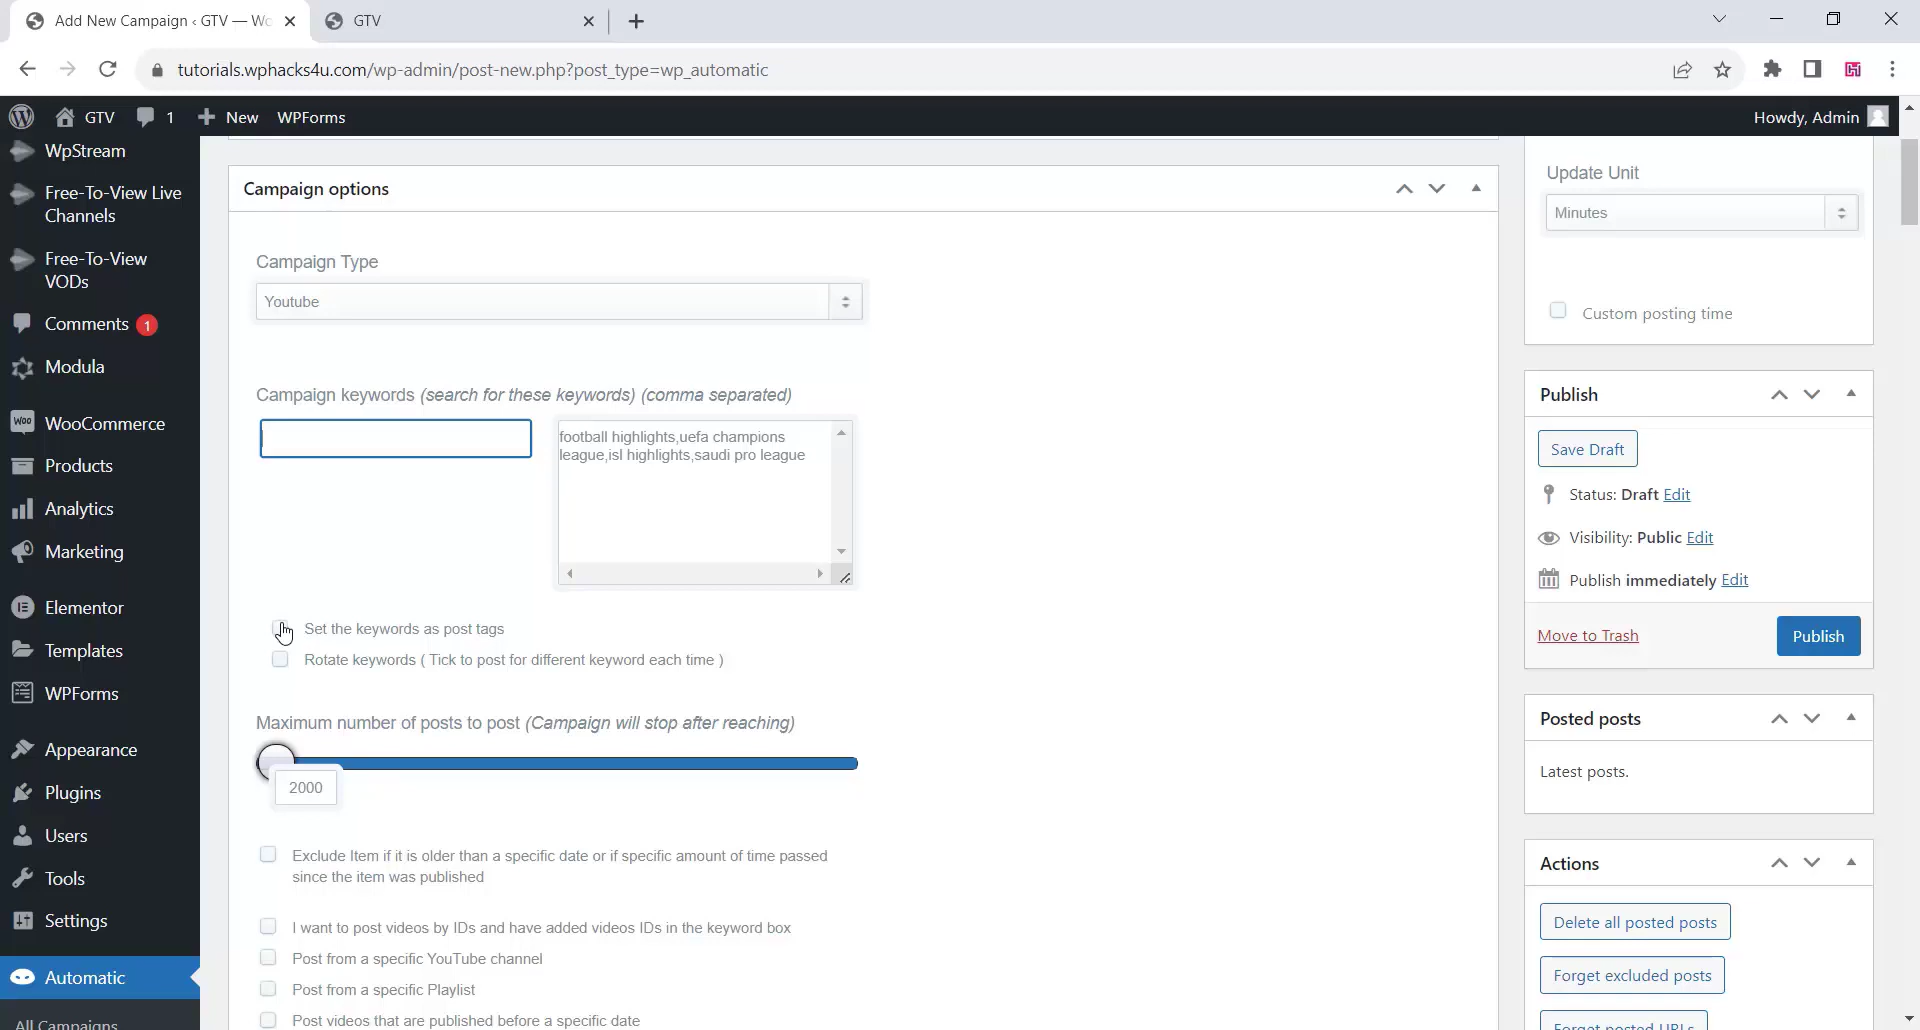 Add New Campaign ‹ GTV — Wo
GTV
tutorials.wphacks4u.com/wp-admin/post-new.php?post_type=wp_automatic
GTV
1
New
WPForms
Howdy, Admin
WpStream
Free-To-View Live
Channels
Free-To-View
VODs
Comments 1
Modula
WooCommerce
Products
Analytics
Marketing
Elementor
Templates
WPForms
Appearance
Plugins
Users
Tools
Settings
Automatic
All Campaigns
Campaign options
Campaign Type
Youtube
Campaign keywords (search for these keywords) (comma separated)
football highlights,uefa champions
league,isl highlights,saudi pro league
Set the keywords as post tags
Rotate keywords ( Tick to post for different keyword each time )
Maximum number of posts to post (Campaign will stop after reaching)
2000
Exclude Item if it is older than a specific date or if specific amount of time passed
since the item was published
I want to post videos by IDs and have added videos IDs in the keyword box
Post from a specific YouTube channel
Post from a specific Playlist
Post videos that are published before a specific date
Update Unit
Minutes
Custom posting time
Publish
Save Draft
Status: Draft Edit
Visibility: Public Edit
Publish immediately Edit
Move to Trash
Publish
Posted posts
Latest posts.
Actions
Delete all posted posts
Forget excluded posts
Forget posted URLs